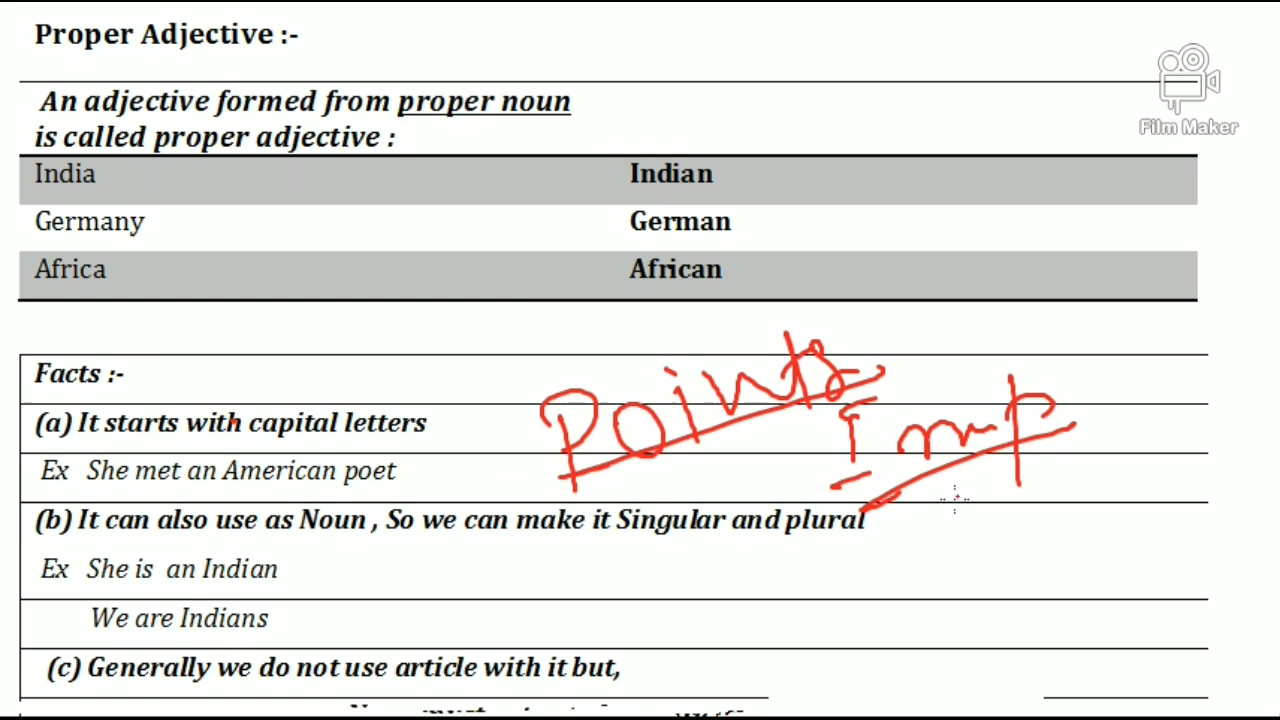 Proper Adjective :-
Film Maker
An adjective formed from proper noun
is called proper adjective :
India Indian
Germany German
Africa African
Facts :-
Points
(a) It starts with capital letters
Imp
Ex She met an American poet
(b) It can also use as Noun , So we can make it Singular and plural
Ex She is an Indian
We are Indians
(c) Generally we do not use article with it but,